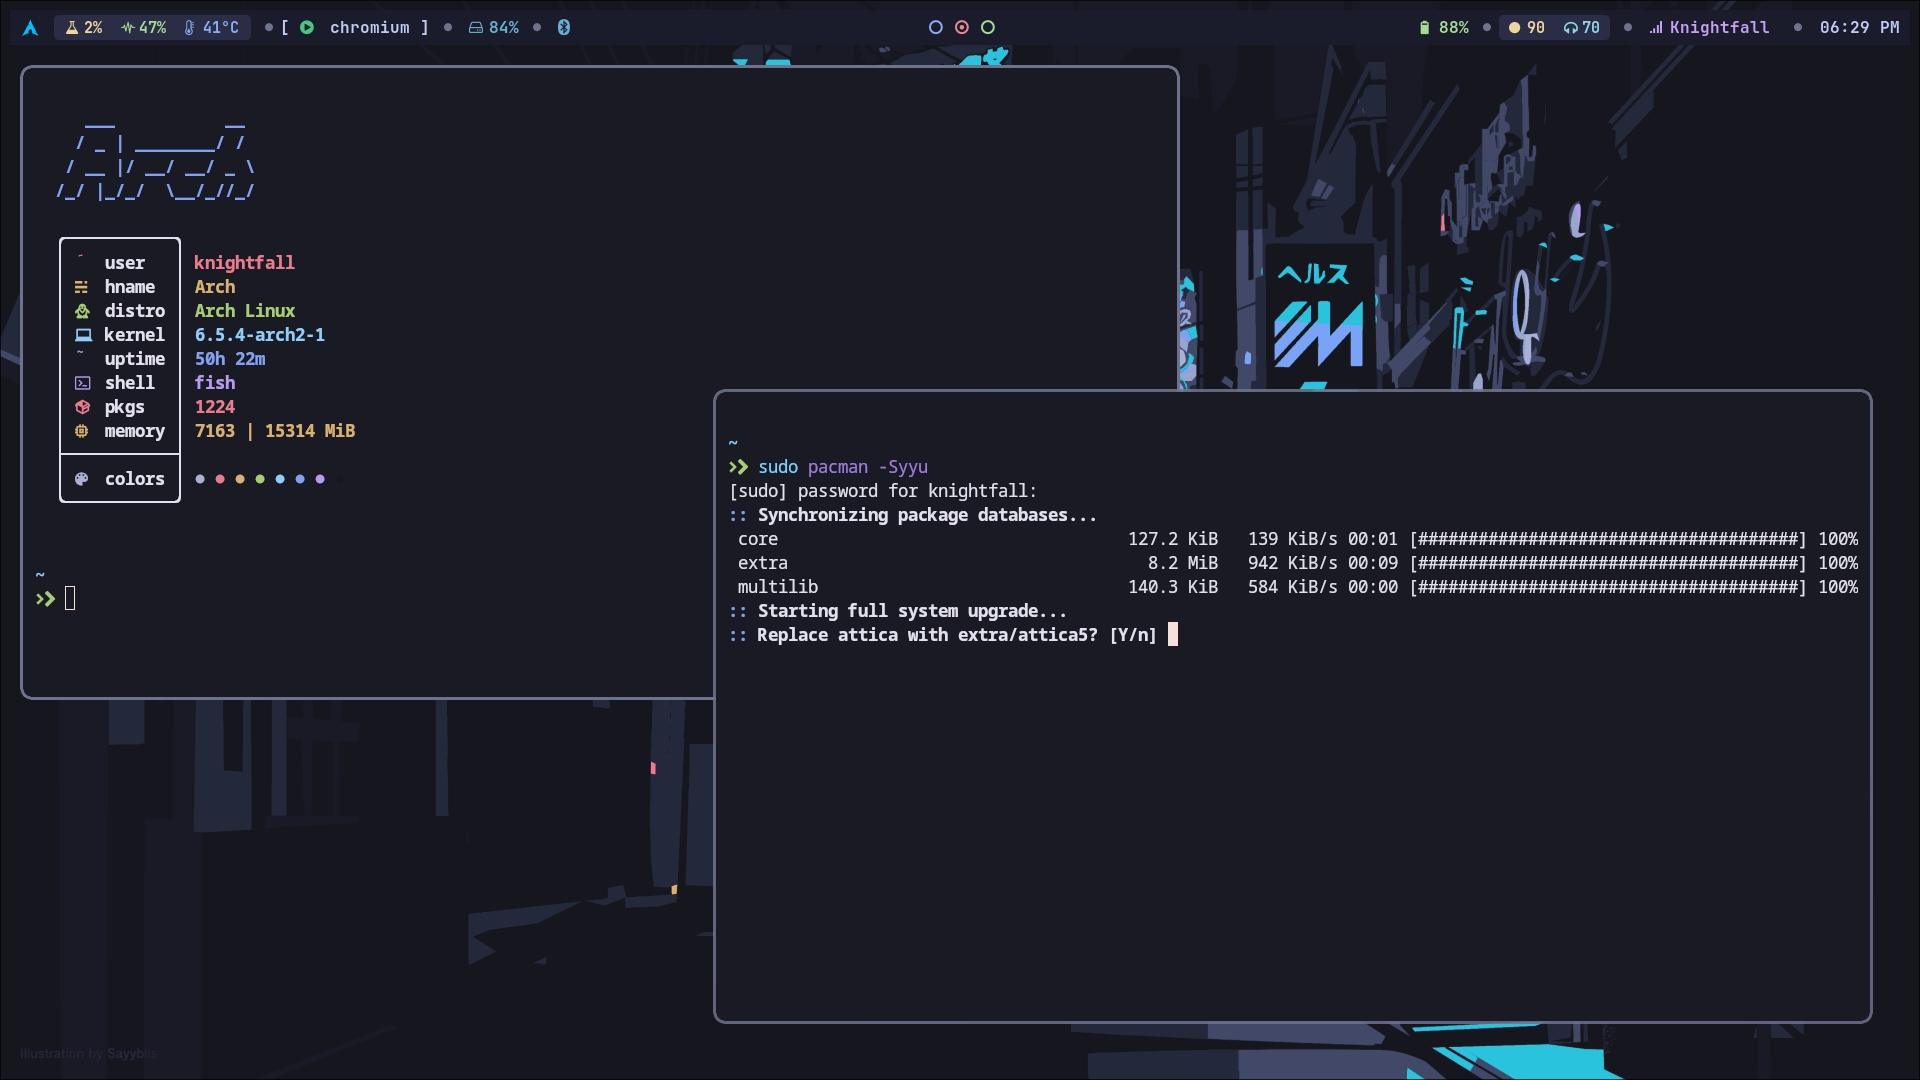 2% 47% 41°C [ chromium ] 84% 88% 90 70 Knightfall 06:29 PM
user knightfall
hname Arch
distro Arch Linux
kernel 6.5.4-arch2-1
uptime 50h 22m
shell fish
pkgs 1224
memory 7163 | 15314 MiB
colors
~
>>
ヘルス
~
>> sudo pacman -Syyu
[sudo] password for knightfall:
:: Synchronizing package databases...
core 127.2 KiB 139 KiB/s 00:01 [######################################] 100%
extra 8.2 MiB 942 KiB/s 00:09 [######################################] 100%
multilib 140.3 KiB 584 KiB/s 00:00 [######################################] 100%
:: Starting full system upgrade...
:: Replace attica with extra/attica5? [Y/n]
Illustration by Sayybils